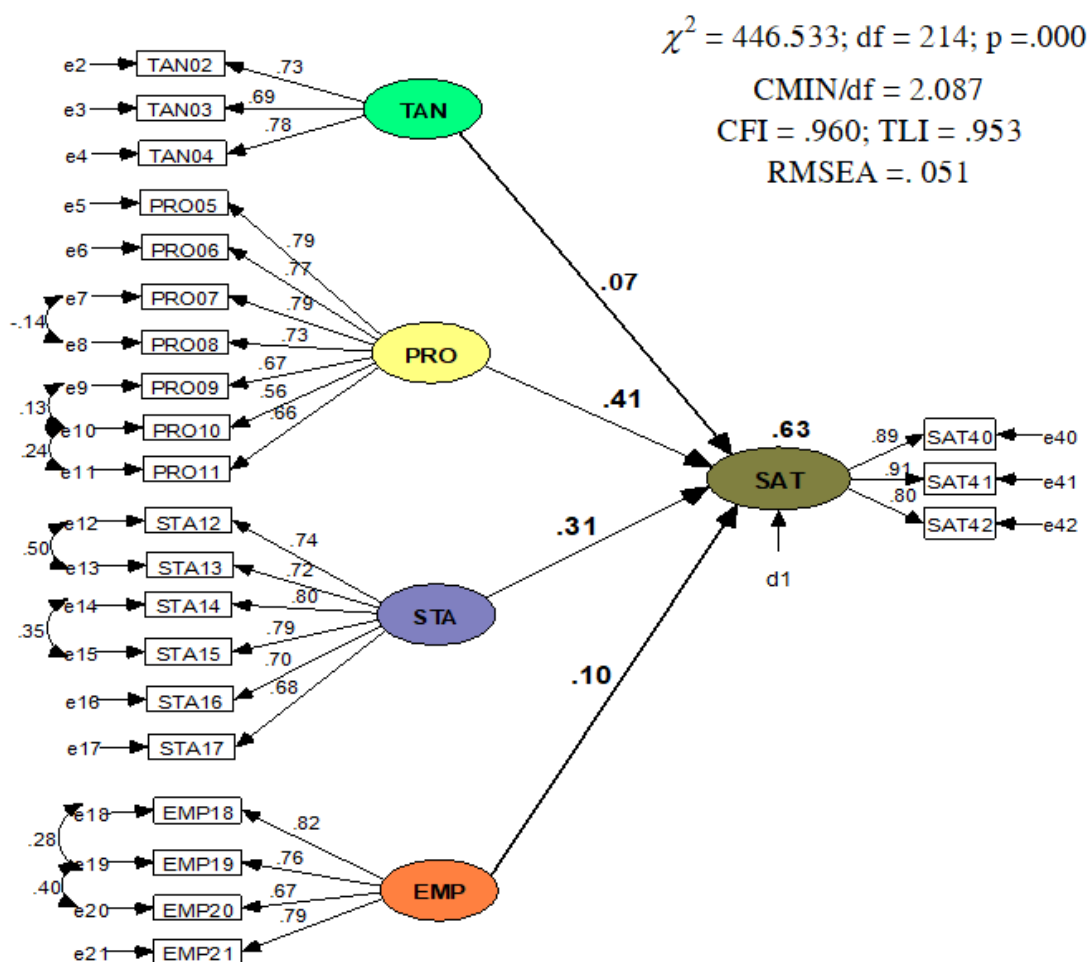 χ² = 446.533; df = 214; p =.000
CMIN/df = 2.087
CFI = .960; TLI = .953
RMSEA =. 051
e2 TAN02 .73
e3 TAN03 .69 TAN
e4 TAN04 .78
e5 PRO05 .79
e6 PRO06 .77
e7 PRO07 .79 .07
-.14
e8 PRO08 .73 PRO
e9 PRO09 .67
.13 .56 .41
e10 PRO10 .66
.24 .63
e11 PRO11
.89 SAT40 e40
SAT .91 SAT41 e41
.80 SAT42 e42
d1
e12 STA12 .74 .31
.50
e13 STA13 .72
e14 STA14 .80 STA
.35
e15 STA15 .79
e16 STA16 .70
.68 .10
e17 STA17
e18 EMP18 .82
.28
e19 EMP19 .76
.40 EMP
e20 EMP20 .67
e21 EMP21 .79